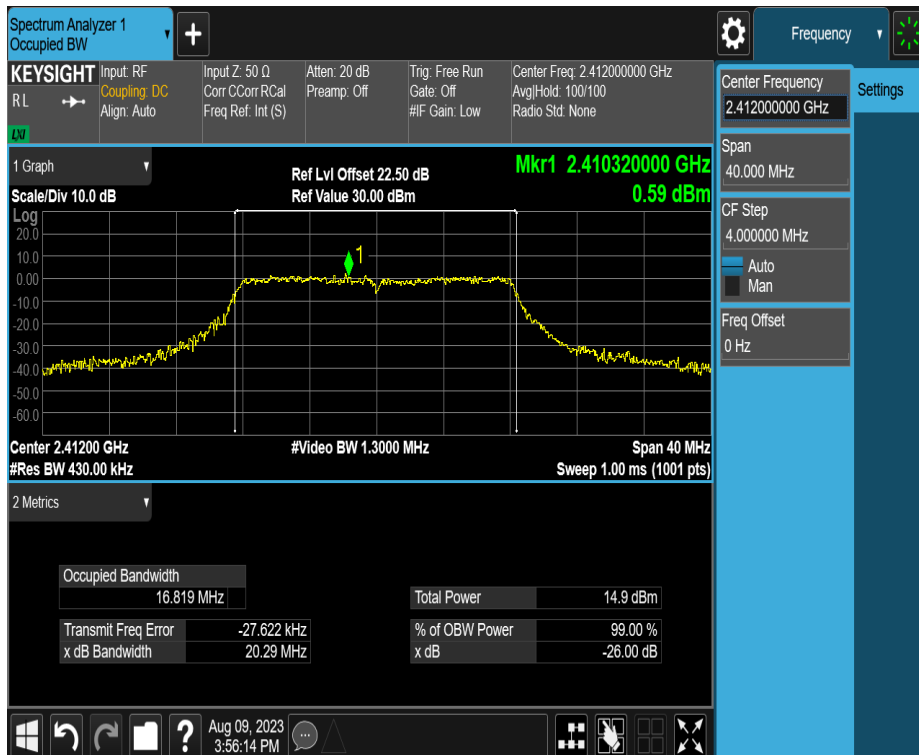 Spectrum Analyzer 1
Occupied BW
Frequency
KEYSIGHT
R L
LXI
Input: RF
Coupling: DC
Align: Auto
Input Z: 50 Ω
Corr CCorr RCal
Freq Ref: Int (S)
Atten: 20 dB
Preamp: Off
Trig: Free Run
Gate: Off
#IF Gain: Low
Center Freq: 2.412000000 GHz
Avg|Hold: 100/100
Radio Std: None
Center Frequency
2.412000000 GHz
Settings
Span
40.000 MHz
CF Step
4.000000 MHz
Auto
Man
Freq Offset
0 Hz
1 Graph
Scale/Div 10.0 dB
Ref Lvl Offset 22.50 dB
Ref Value 30.00 dBm
Mkr1 2.410320000 GHz
0.59 dBm
Log
20.0
10.0
0.00
-10.0
-20.0
-30.0
-40.0
-50.0
-60.0
1
Center 2.41200 GHz
#Video BW 1.3000 MHz
Span 40 MHz
#Res BW 430.00 kHz
Sweep 1.00 ms (1001 pts)
2 Metrics
Occupied Bandwidth
16.819 MHz
Total Power 14.9 dBm
Transmit Freq Error -27.622 kHz
% of OBW Power 99.00 %
x dB Bandwidth 20.29 MHz
x dB -26.00 dB
?
Aug 09, 2023
3:56:14 PM